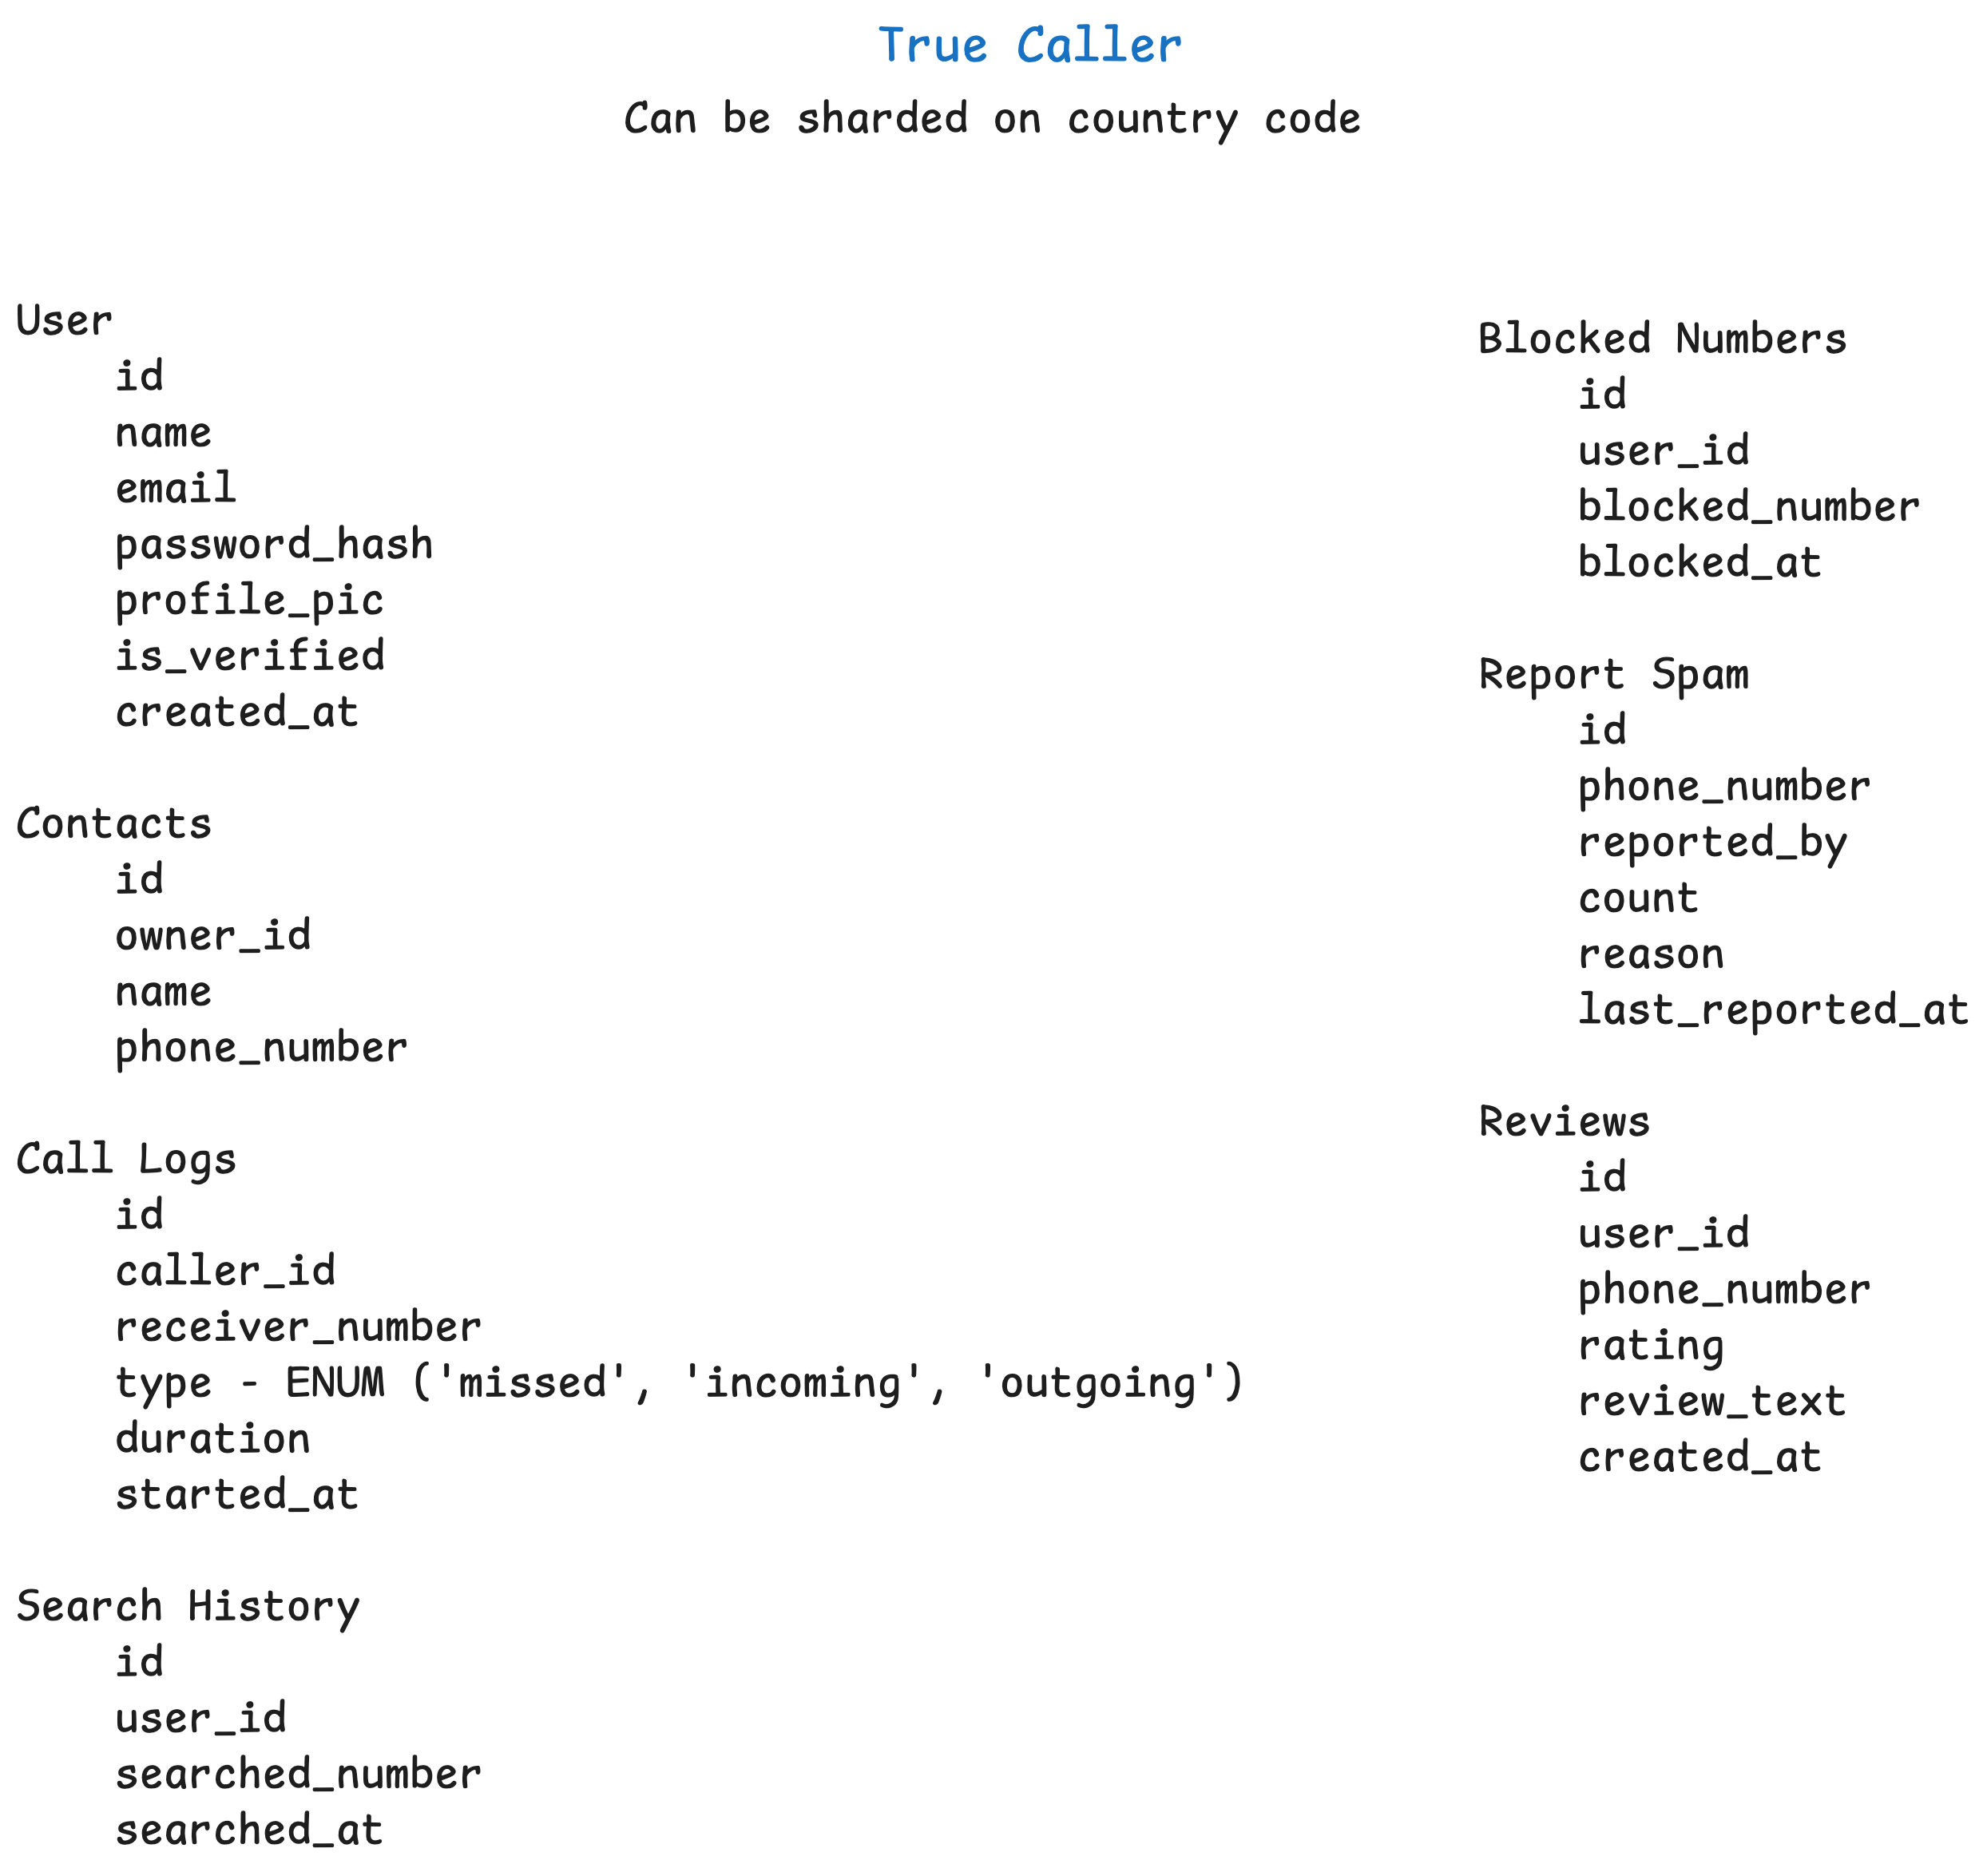 True Caller
Can be sharded on country code
User
id
name
email
password_hash
profile_pic
is_verified
created_at
Contacts
id
owner_id
name
phone_number
Call Logs
id
caller_id
receiver_number
type - ENUM ('missed', 'incoming', 'outgoing')
duration
started_at
Search History
id
user_id
searched_number
searched_at
Blocked Numbers
id
user_id
blocked_number
blocked_at
Report Spam
id
phone_number
reported_by
count
reason
last_reported_at
Reviews
id
user_id
phone_number
rating
review_text
created_at